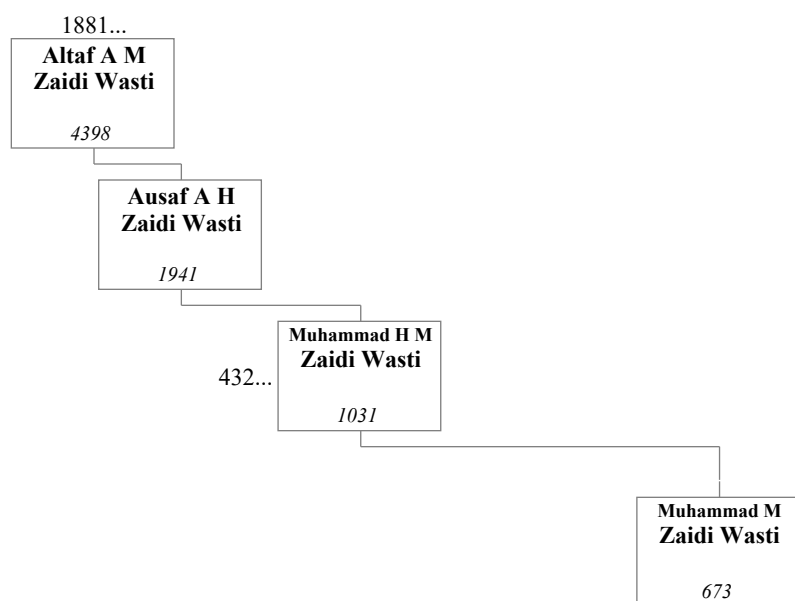 1881...
Altaf A M
Zaidi Wasti
4398
Ausaf A H
Zaidi Wasti
1941
Muhammad H M
Zaidi Wasti
432...
1031
Muhammad M
Zaidi Wasti
673